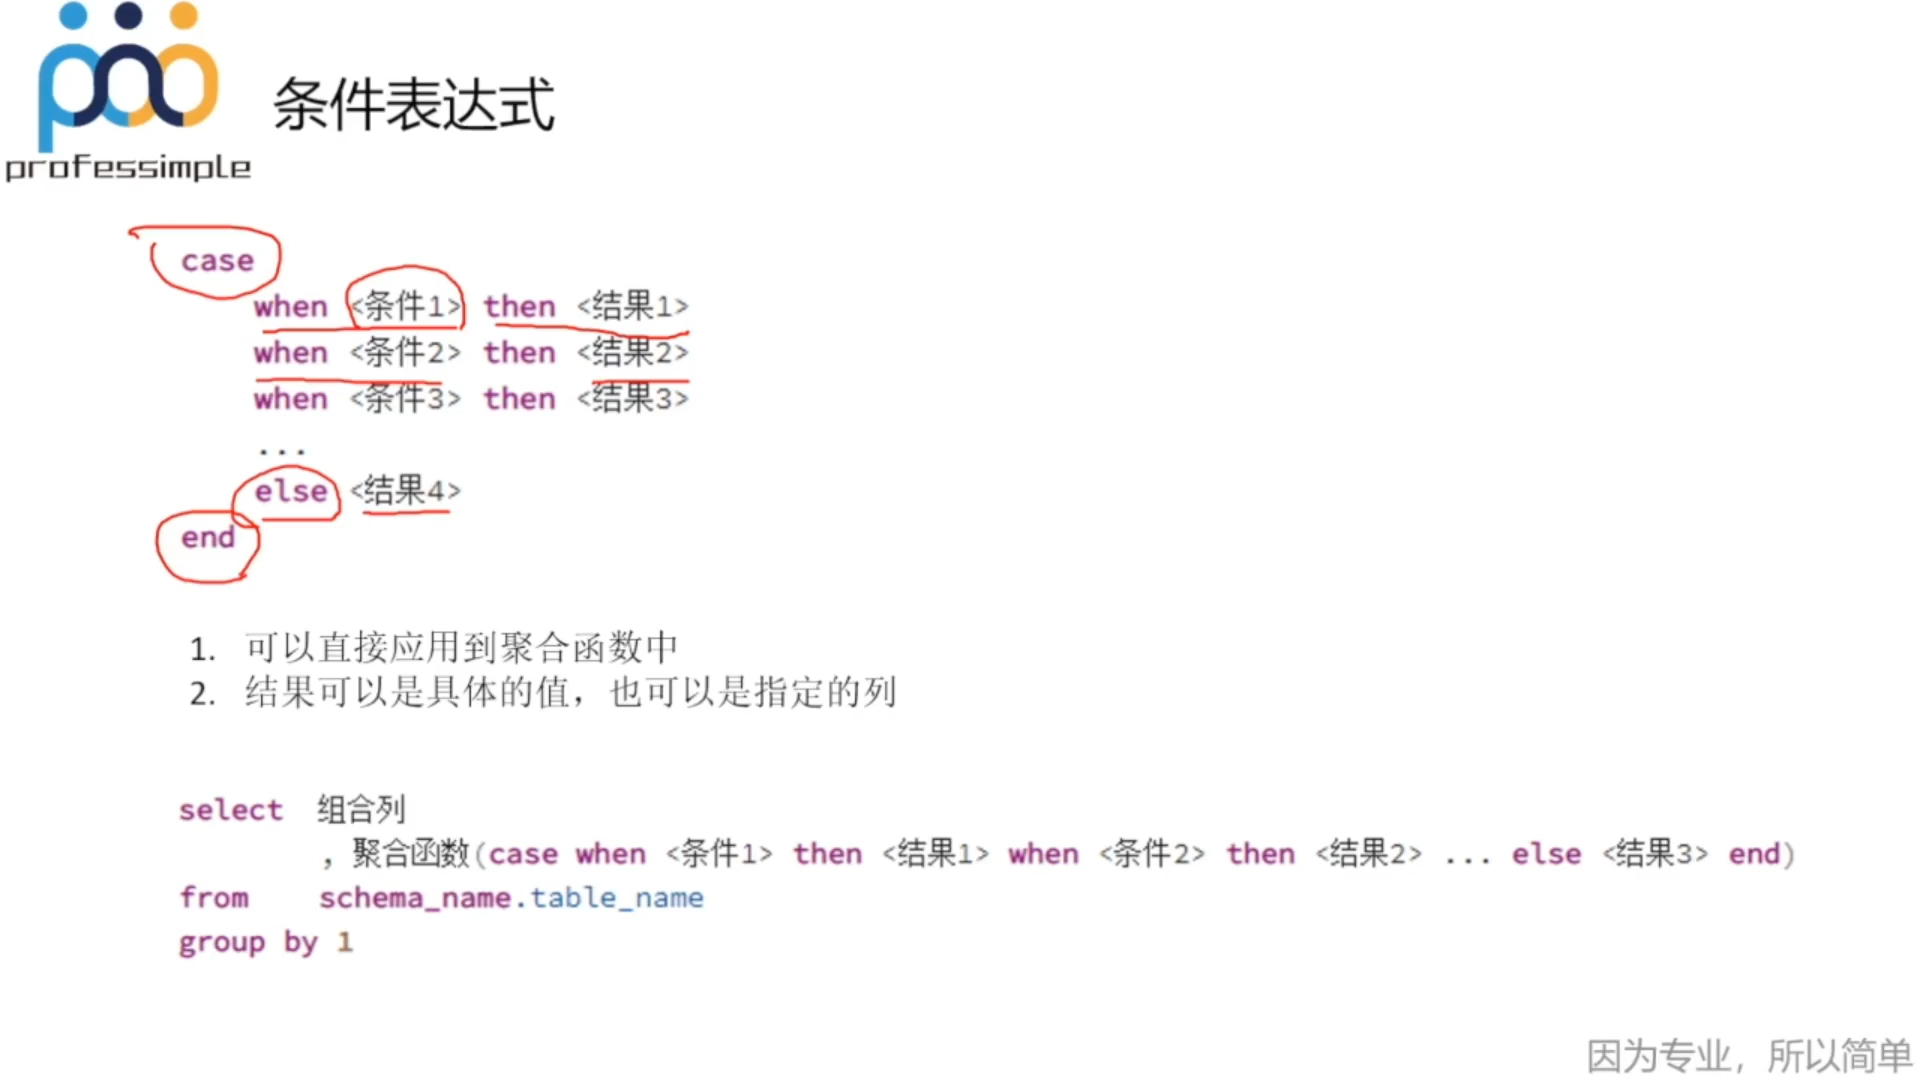 professimple
条件表达式
case
when <条件1> then <结果1>
when <条件2> then <结果2>
when <条件3> then <结果3>
...
else <结果4>
end
1. 可以直接应用到聚合函数中
2. 结果可以是具体的值，也可以是指定的列
select 组合列
，聚合函数(case when <条件1> then <结果1> when <条件2> then <结果2> ... else <结果3> end)
from schema_name.table_name
group by 1
因为专业，所以简单